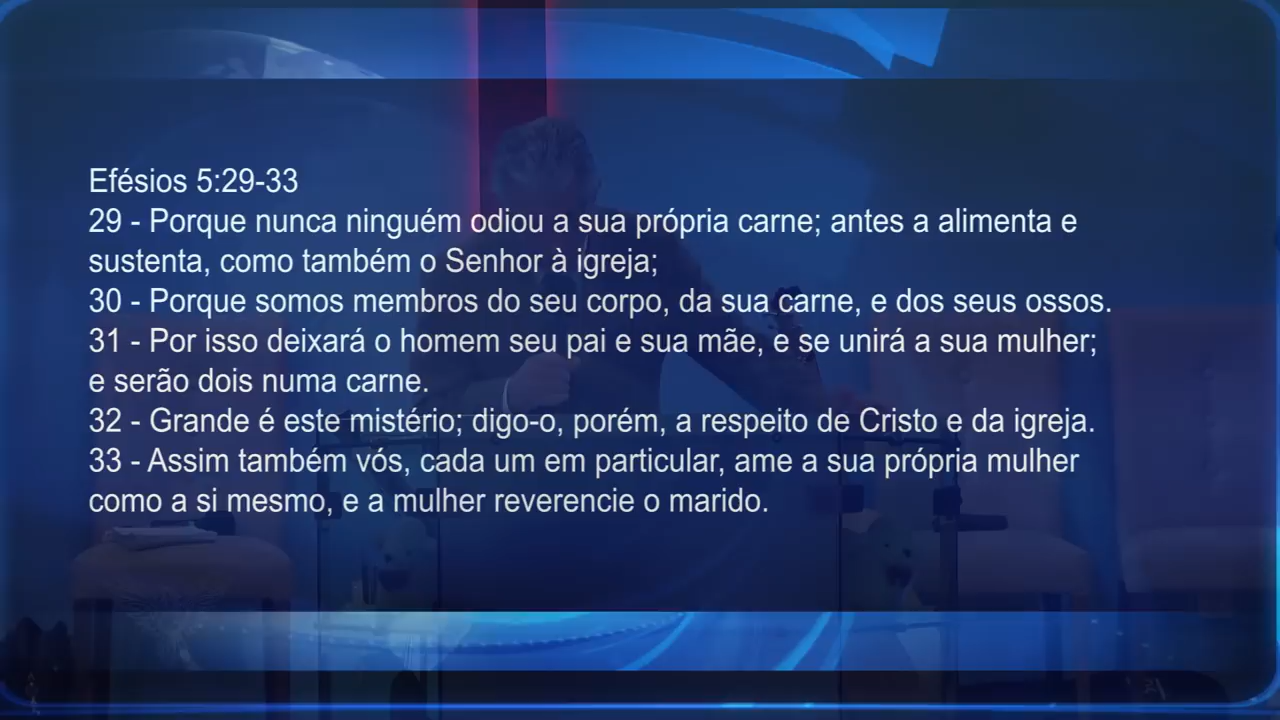 Efésios 5:29-33
29 - Porque nunca ninguém odiou a sua própria carne; antes a alimenta e
sustenta, como também o Senhor à igreja;
30 - Porque somos membros do seu corpo, da sua carne, e dos seus ossos.
31 - Por isso deixará o homem seu pai e sua mãe, e se unirá a sua mulher;
e serão dois numa carne.
32 - Grande é este mistério; digo-o, porém, a respeito de Cristo e da igreja.
33 - Assim também vós, cada um em particular, ame a sua própria mulher
como a si mesmo, e a mulher reverencie o marido.